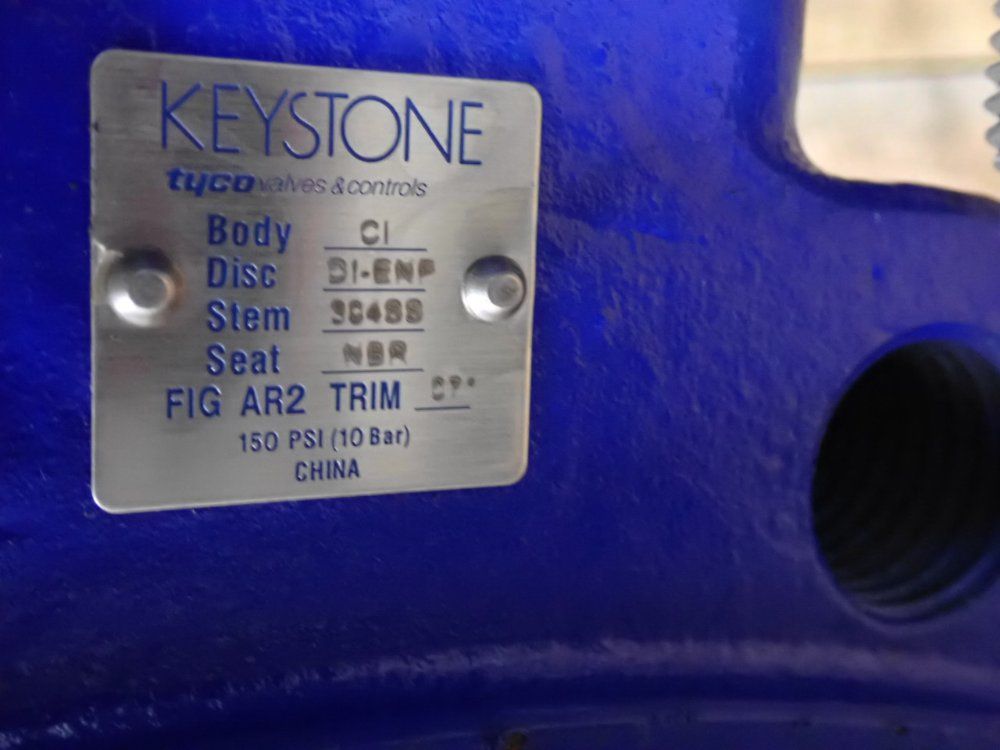 KEYSTONE
tyco valves & controls
Body CI
Disc DI-ENP
Stem 304SS
Seat NBR
FIG AR2 TRIM
150 PSI (10 Bar)
CHINA